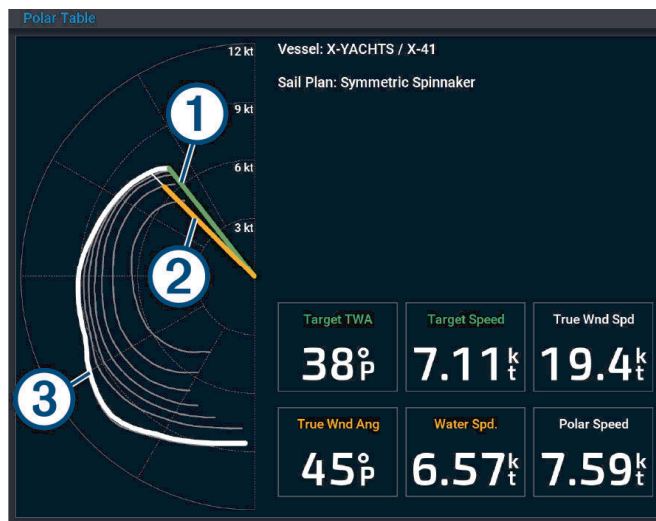 Polar Table
12 kt
Vessel: X-YACHTS / X-41
Sail Plan: Symmetric Spinnaker
9 kt
1
6 kt
3 kt
2
3
Target TWA
Target Speed
True Wnd Spd
38°P
7.11kt
19.4kt
True Wnd Ang
Water Spd.
Polar Speed
45°P
6.57kt
7.59kt